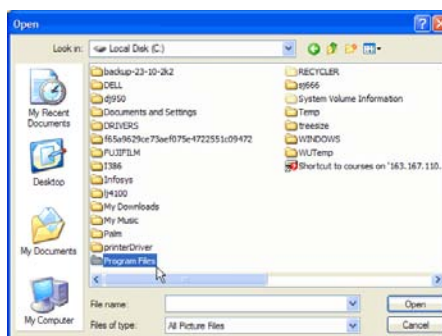 Open
Look in: Local Disk (C:)
My Recent Documents
Desktop
My Documents
My Computer
backup-23-10-2k2
DELL
dj950
Documents and Settings
DRIVERS
f65a9629ce73aef075e4722551c09472
FUJIFILM
I386
Infosys
lj4100
My Downloads
My Music
Palm
printerDriver
Program Files
RECYCLER
sj666
System Volume Information
Temp
treesize
WINDOWS
WUTemp
Shortcut to courses on '163.167.110.
File name:
Open
Files of type: All Picture Files
Cancel